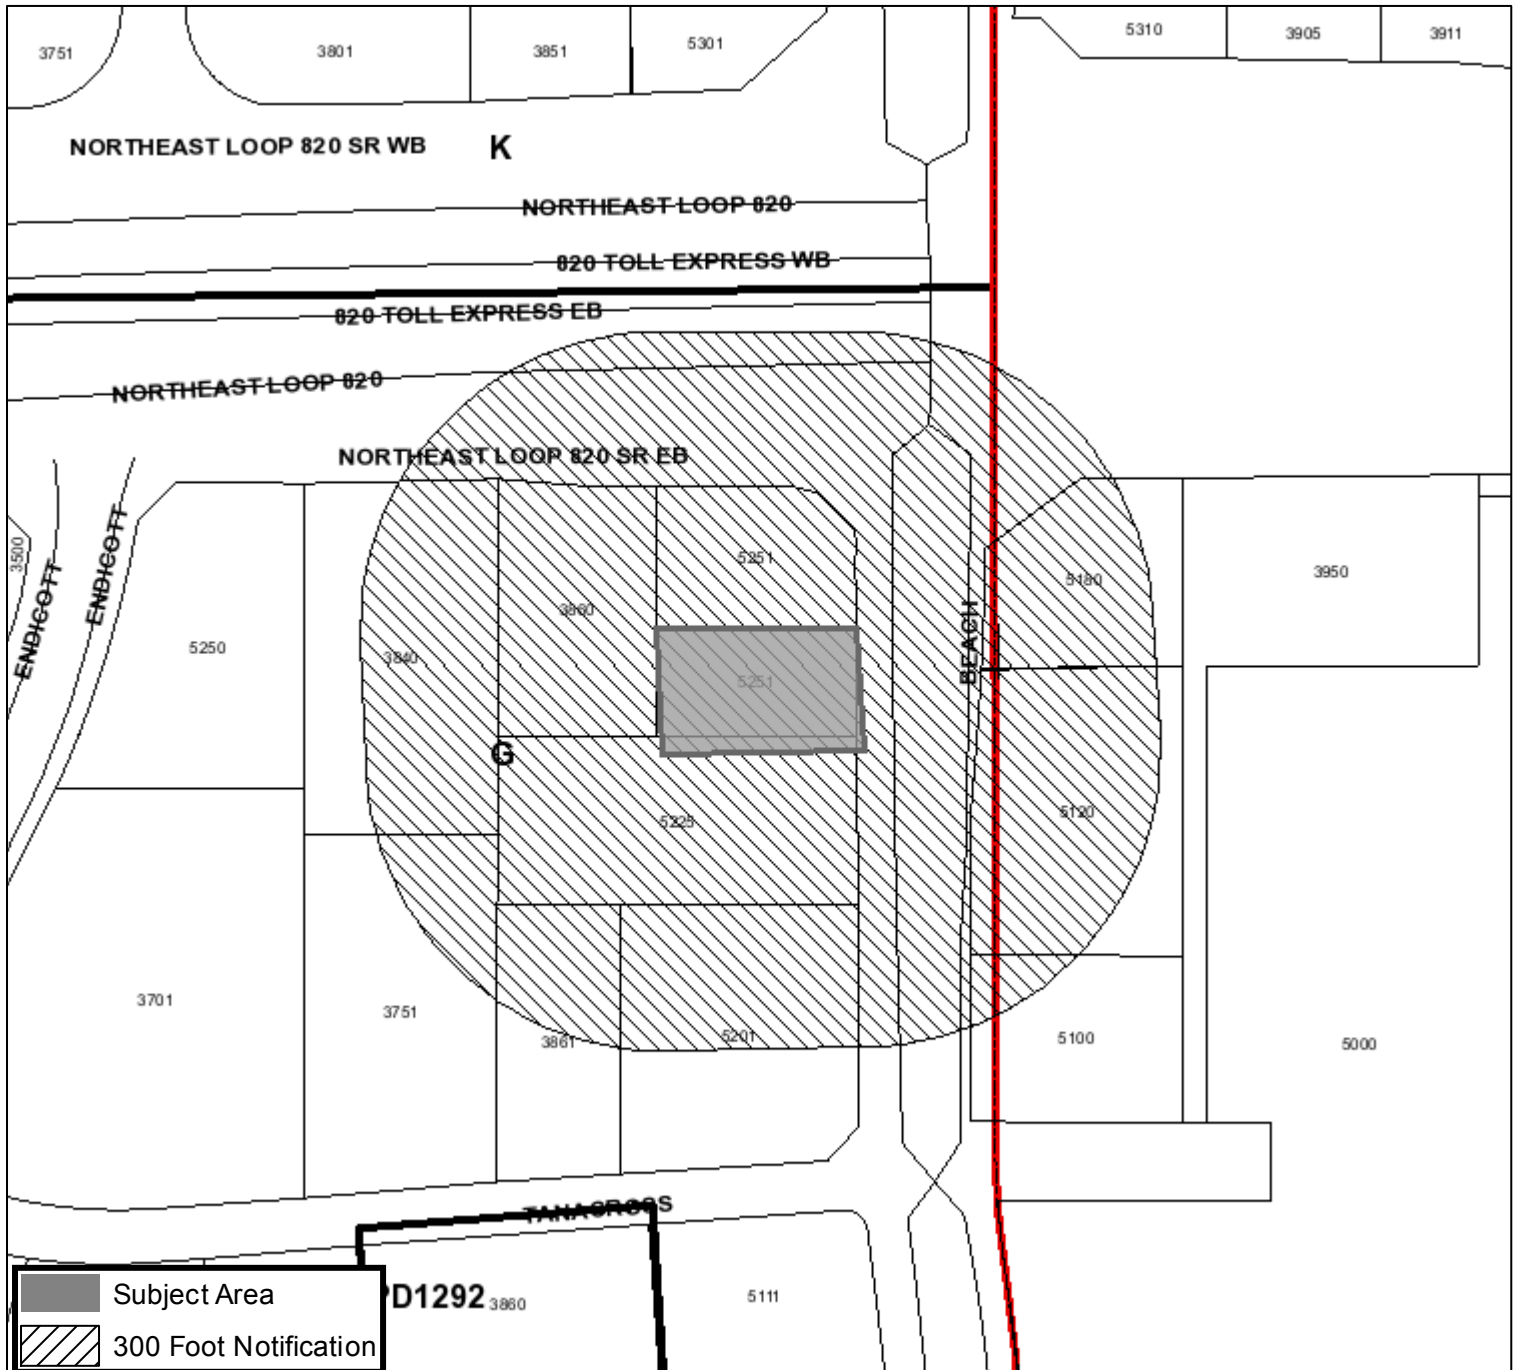 3751
3801
3851
5301
5310
3905
3911
NORTHEAST LOOP 820 SR WB
K
NORTHEAST LOOP 820
820 TOLL EXPRESS WB
820 TOLL EXPRESS EB
NORTHEAST LOOP 820
NORTHEAST LOOP 820 SR EB
3500
ENDICOTT
ENDICOTT
5250
3840
3860
5251
5251
BEACH
5180
3950
G
5225
5120
3701
3751
3861
5201
5100
5000
TANACROSS
PD1292
3860
5111
Subject Area
300 Foot Notification